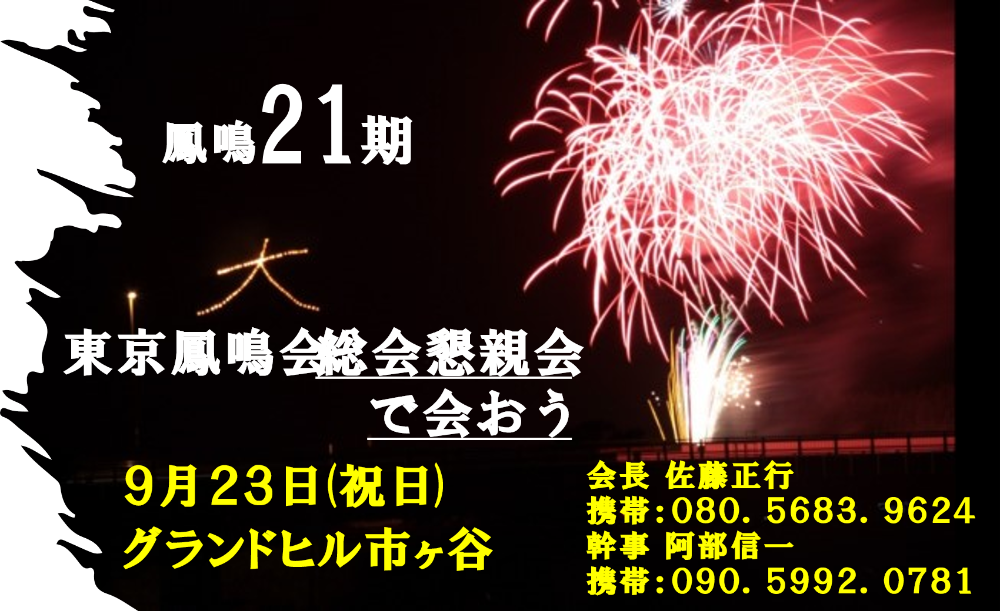 鳳鳴21期
大
東京鳳鳴会総会懇親会
で会おう
９月２３日(祝日)
グランドヒル市ヶ谷
会長 佐藤正行
携帯:０８０．５６８３．９６２４
幹事 阿部信一
携帯:０９０．５９９２．０７８１